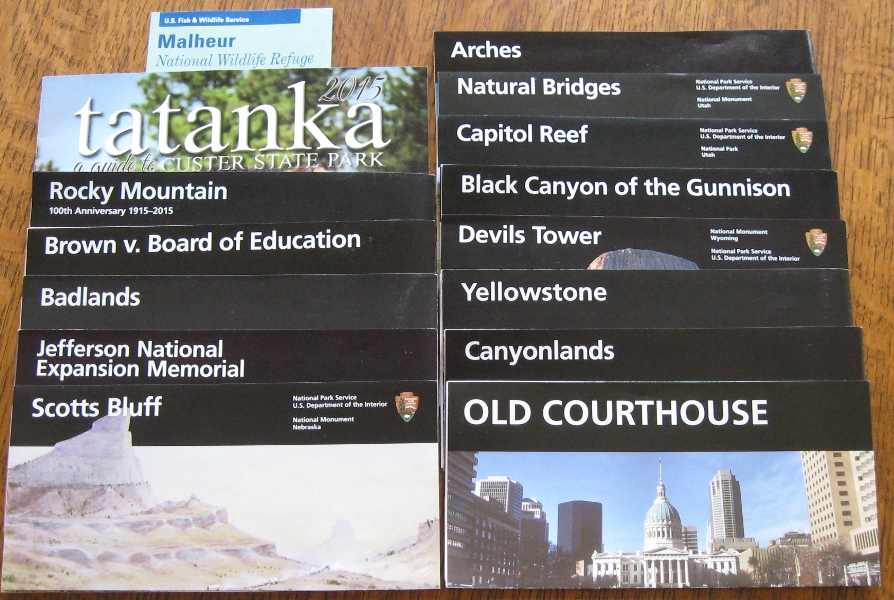 U.S. Fish & Wildlife Service
Malheur
National Wildlife Refuge
2015
tatanka
a guide to CUSTER STATE PARK
Rocky Mountain
100th Anniversary 1915–2015
Brown v. Board of Education
Badlands
Jefferson National
Expansion Memorial
Scotts Bluff
National Park Service
U.S. Department of the Interior
National Monument
Nebraska
Arches
Natural Bridges
National Park Service
U.S. Department of the Interior
National Monument
Utah
Capitol Reef
National Park Service
U.S. Department of the Interior
National Park
Utah
Black Canyon of the Gunnison
Devils Tower
National Monument
Wyoming
National Park Service
U.S. Department of the Interior
Yellowstone
Canyonlands
OLD COURTHOUSE